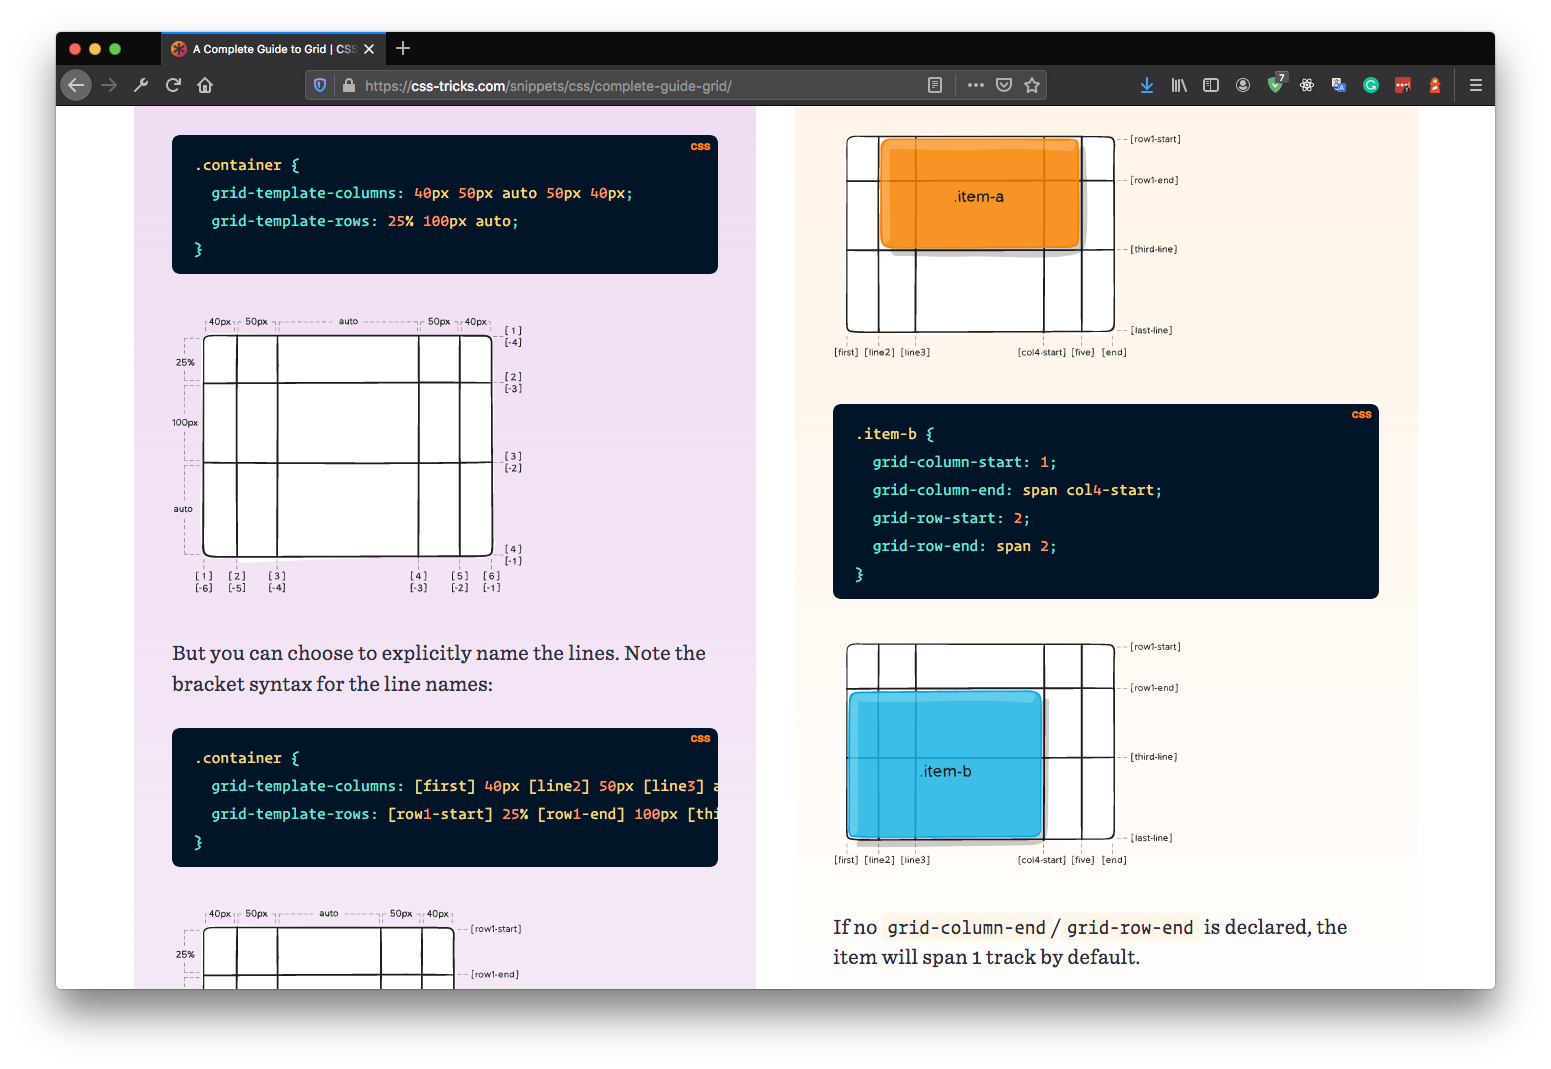 A Complete Guide to Grid | CSS
https://css-tricks.com/snippets/css/complete-guide-grid/
7
CSS
.container {
grid-template-columns: 40px 50px auto 50px 40px;
grid-template-rows: 25% 100px auto;
}
40px 50px auto 50px 40px
[1]
[-4]
25%
[2]
[-3]
100px
[3]
[-2]
auto
[4]
[-1]
[1] [2] [3] [4] [5] [6]
[-6] [-5] [-4] [-3] [-2] [-1]
But you can choose to explicitly name the lines. Note the
bracket syntax for the line names:
CSS
.container {
grid-template-columns: [first] 40px [line2] 50px [line3] a
grid-template-rows: [row1-start] 25% [row1-end] 100px [thi
}
40px 50px auto 50px 40px
[row1-start]
25%
[row1-end]
[row1-start]
[row1-end]
.item-a
[third-line]
[last-line]
[first] [line2] [line3] [col4-start] [five] [end]
CSS
.item-b {
grid-column-start: 1;
grid-column-end: span col4-start;
grid-row-start: 2;
grid-row-end: span 2;
}
[row1-start]
[row1-end]
[third-line]
.item-b
[last-line]
[first] [line2] [line3] [col4-start] [five] [end]
If no grid-column-end / grid-row-end is declared, the
item will span 1 track by default.